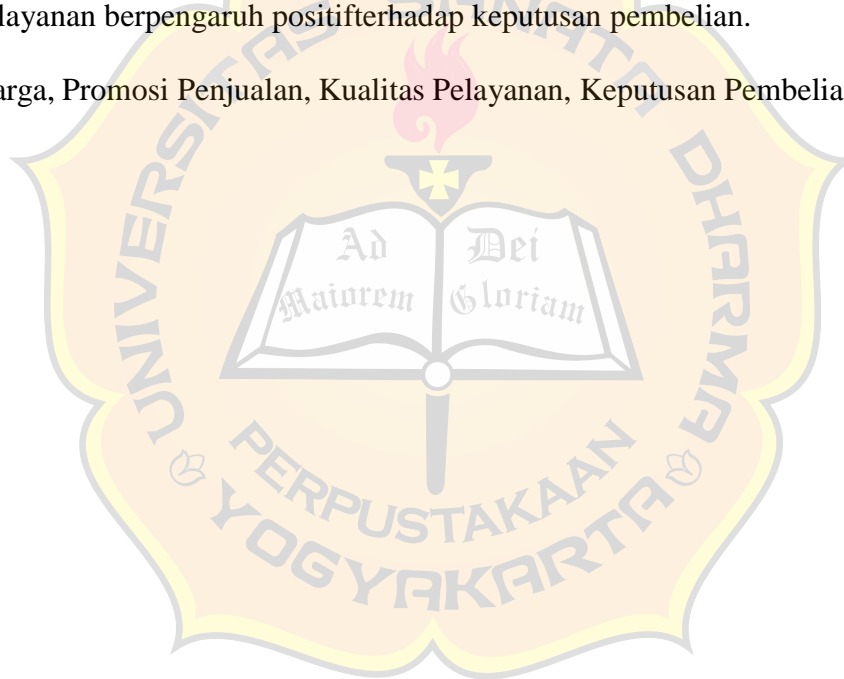 layanan berpengaruh positifterhadap keputusan pembelian.
arga, Promosi Penjualan, Kualitas Pelayanan, Keputusan Pembelia
UNIVERSITAS SANATA DHARMA
Ad Dei
Maiorem Gloriam
PERPUSTAKAAN
YOGYAKARTA